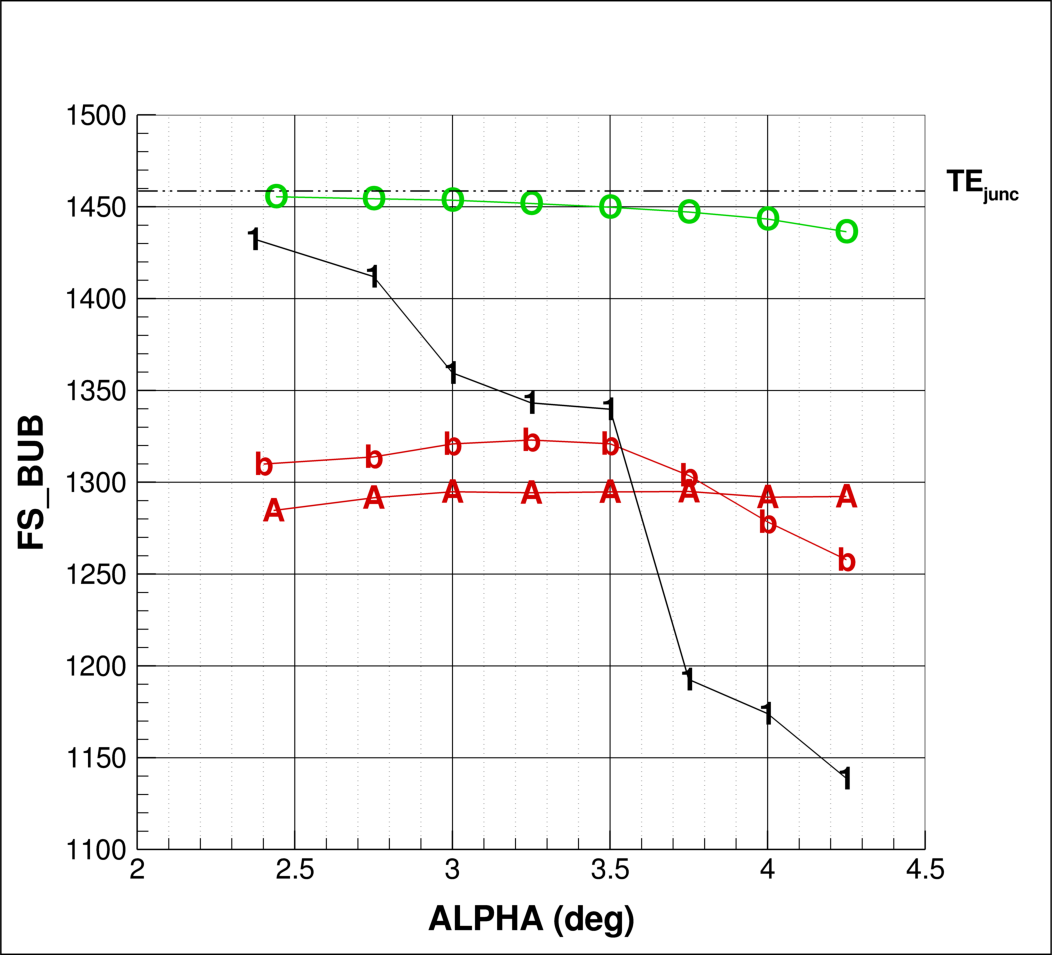 1500
TEjunc
O O O O O O O O
1450
1 1 1 1 1 1 1 1
1400
1350
b b b b b b b b
1300
A A A A A A A A
1250
1200
1150
1100
FS_BUB
2 2.5 3 3.5 4 4.5
ALPHA (deg)